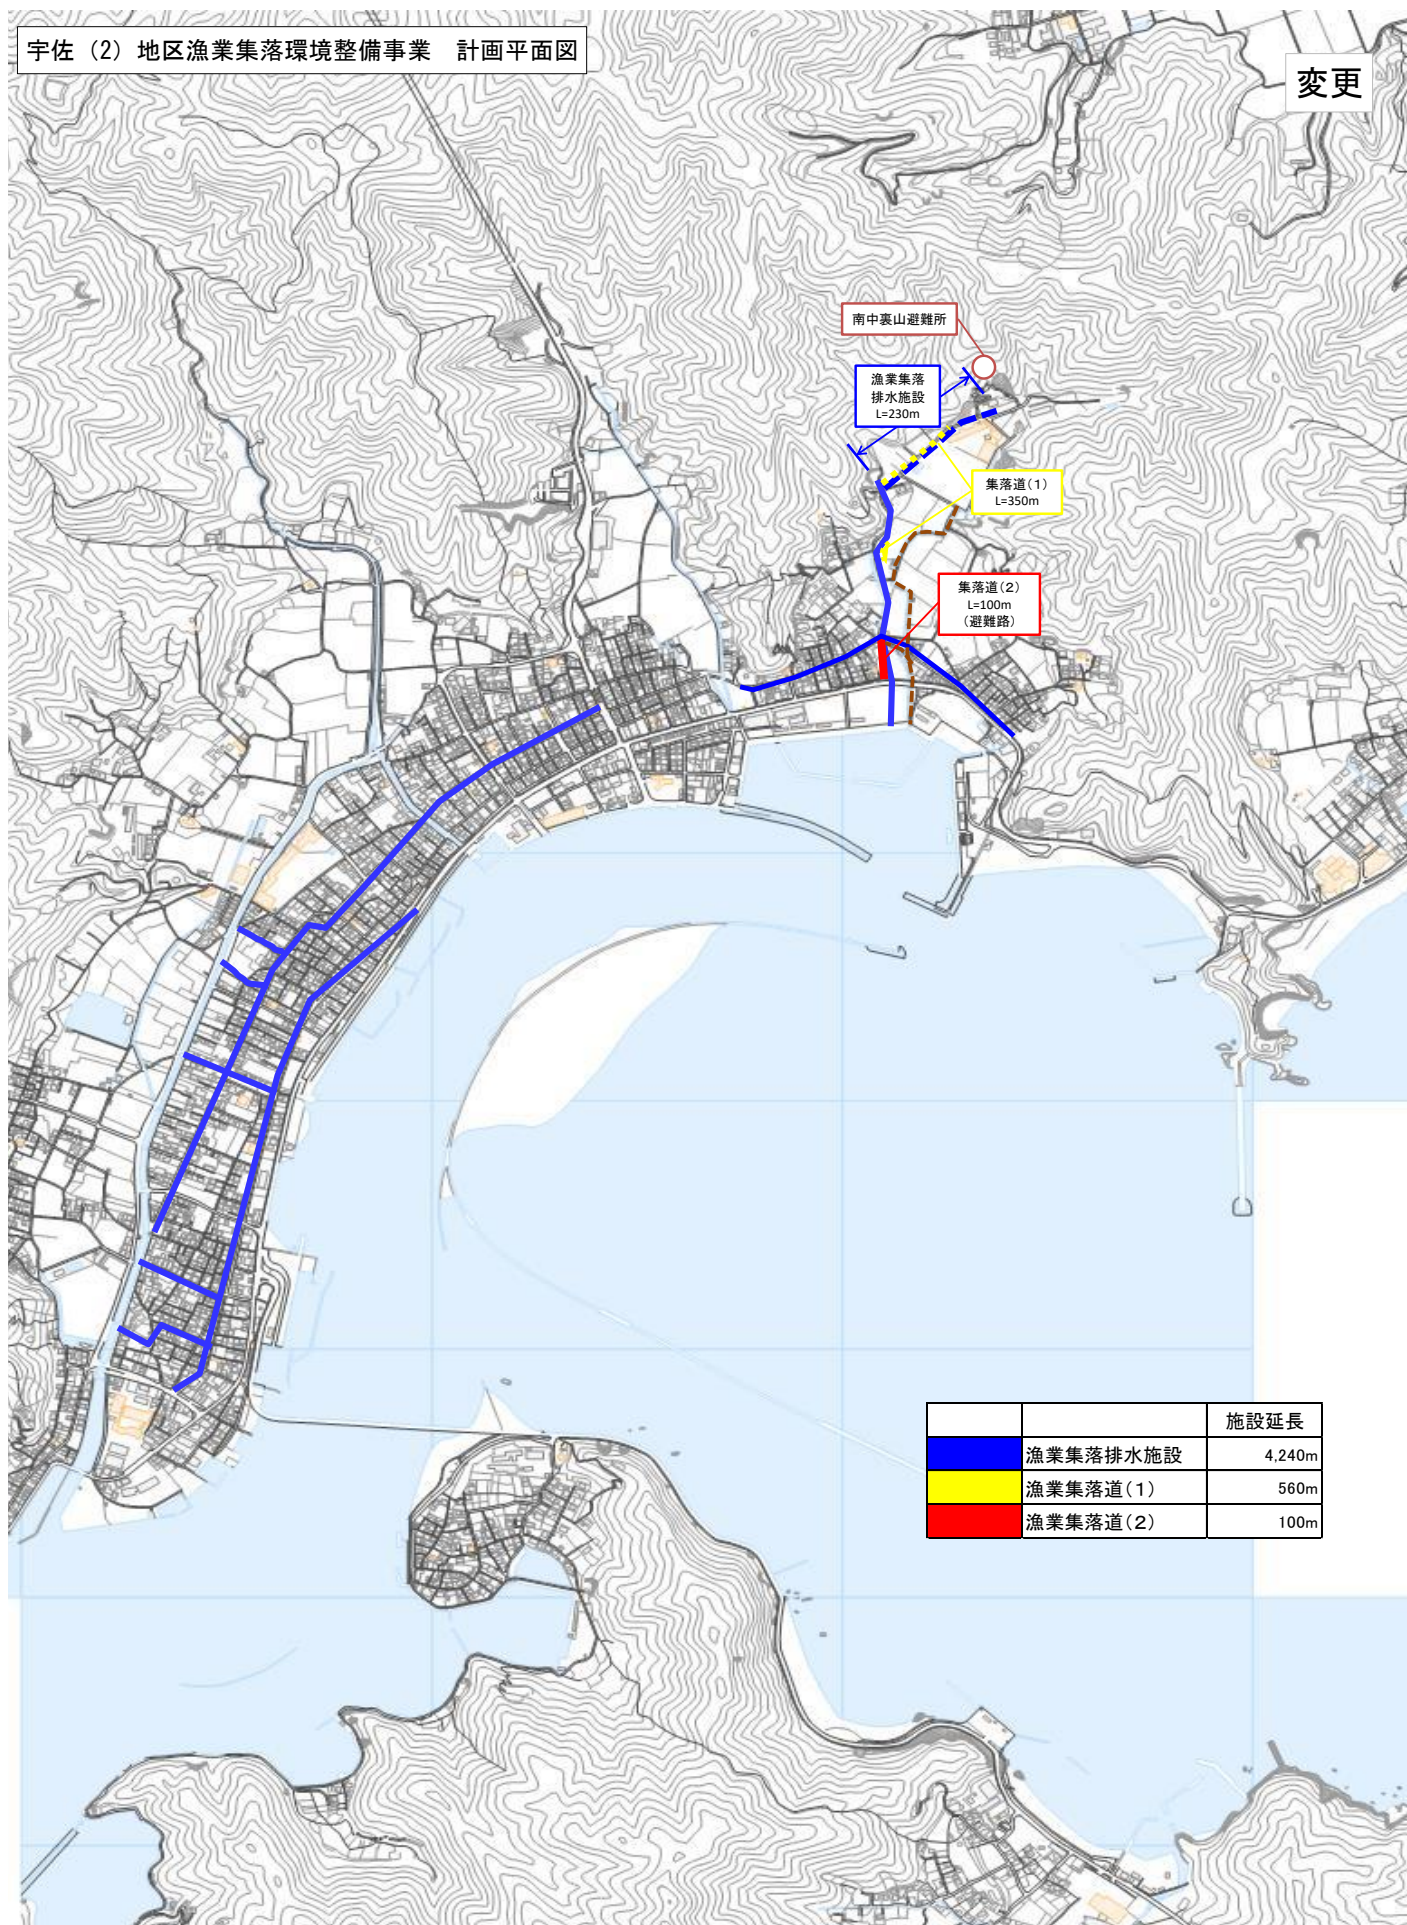 宇佐（2）地区漁業集落環境整備事業　計画平面図
変更
南中裏山避難所
漁業集落
排水施設
L=230m
集落道（1）
L=350m
集落道（2）
L=100m
（避難路）
施設延長
漁業集落排水施設 4,240m
漁業集落道（1） 560m
漁業集落道（2） 100m